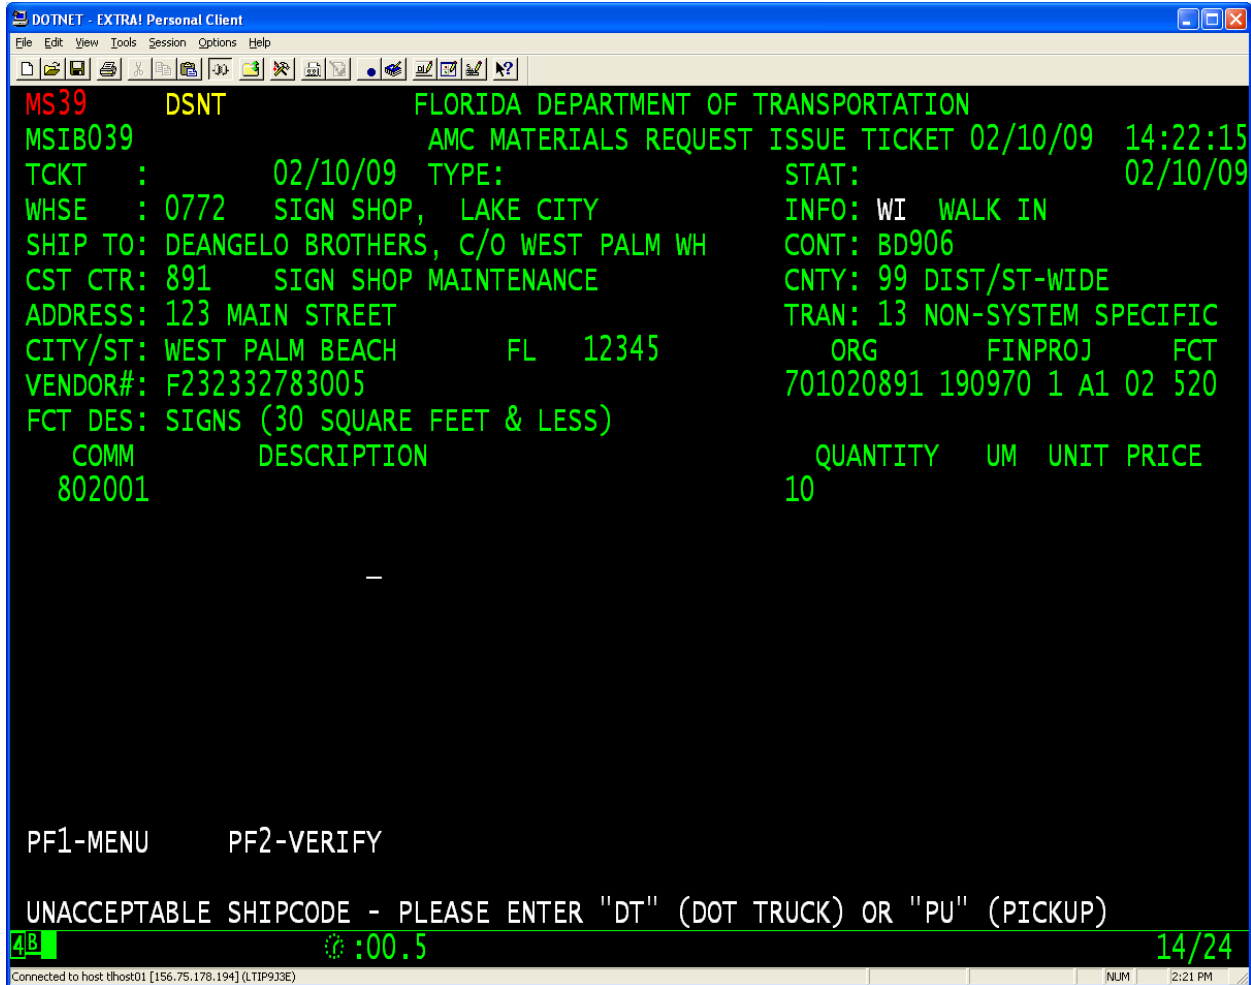 DOTNET - EXTRA! Personal Client
File Edit View Tools Session Options Help
MS39 DSNT FLORIDA DEPARTMENT OF TRANSPORTATION
MSIB039 AMC MATERIALS REQUEST ISSUE TICKET 02/10/09 14:22:15
TCKT : 02/10/09 TYPE: STAT: 02/10/09
WHSE : 0772 SIGN SHOP, LAKE CITY INFO: WI WALK IN
SHIP TO: DEANGELO BROTHERS, C/O WEST PALM WH CONT: BD906
CST CTR: 891 SIGN SHOP MAINTENANCE CNTY: 99 DIST/ST-WIDE
ADDRESS: 123 MAIN STREET TRAN: 13 NON-SYSTEM SPECIFIC
CITY/ST: WEST PALM BEACH FL 12345 ORG FINPROJ FCT
VENDOR#: F232332783005 701020891 190970 1 A1 02 520
FCT DES: SIGNS (30 SQUARE FEET & LESS)
COMM DESCRIPTION QUANTITY UM UNIT PRICE
802001 10
_
PF1-MENU PF2-VERIFY
UNACCEPTABLE SHIPCODE - PLEASE ENTER "DT" (DOT TRUCK) OR "PU" (PICKUP)
4B :00.5 14/24
Connected to host tlhost01 [156.75.178.194] (LTIP9J3E) NUM 2:21 PM